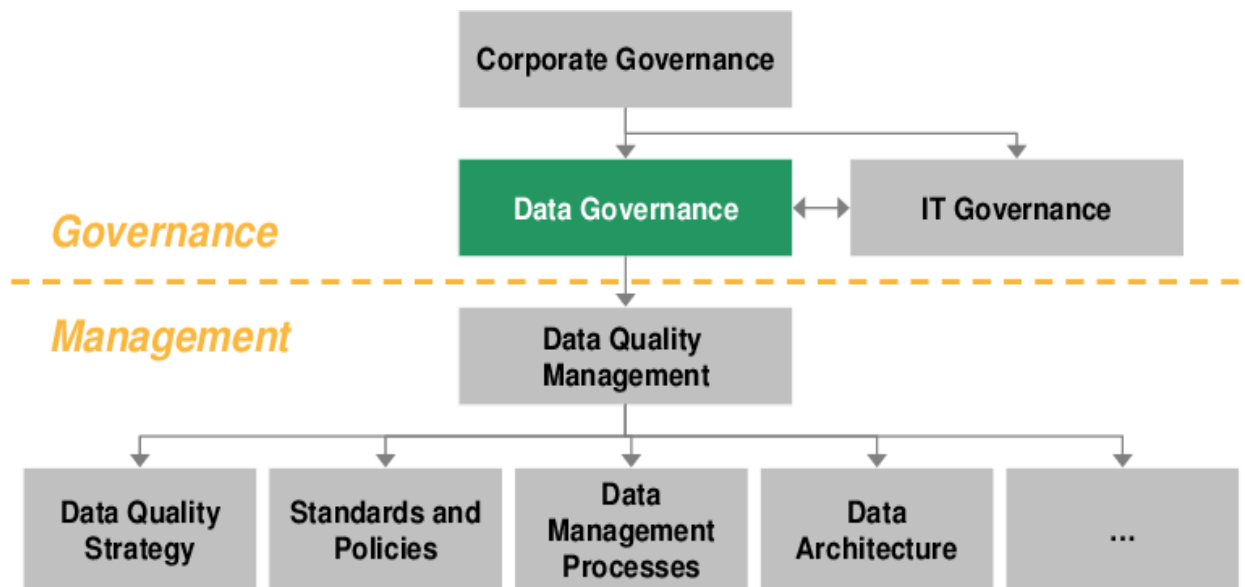 Corporate Governance
Data Governance
IT Governance
Governance
Management
Data Quality
Management
Data Quality
Strategy
Standards and
Policies
Data
Management
Processes
Data
Architecture
...